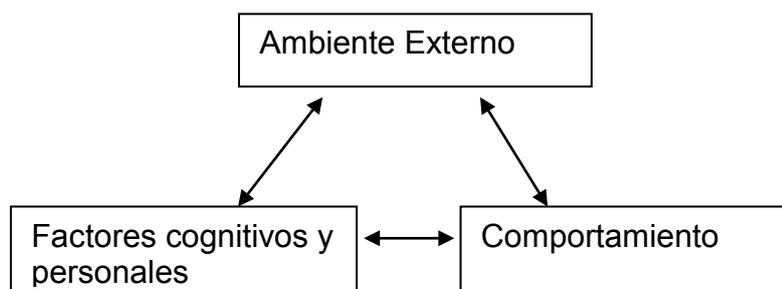 Ambiente Externo
Factores cognitivos y
personales
Comportamiento